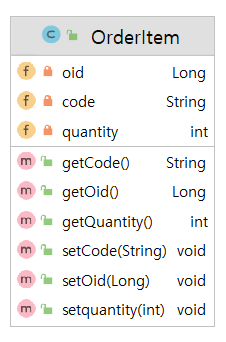 C OrderItem
f oid Long
f code String
f quantity int
m getCode() String
m getOid() Long
m getQuantity() int
m setCode(String) void
m setOid(Long) void
m setquantity(int) void